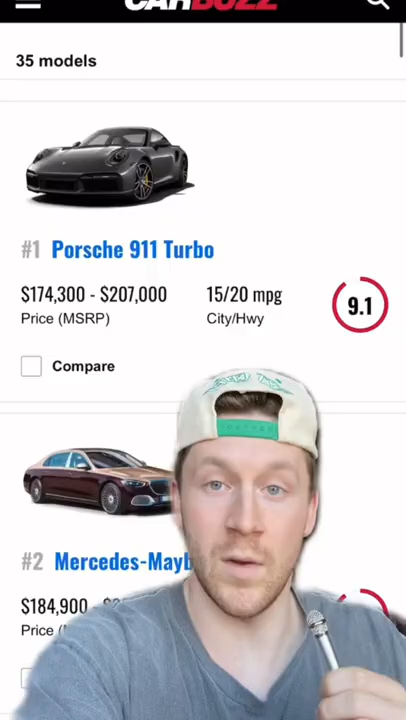 CARBUZZ
35 models
#1 Porsche 911 Turbo
$174,300 - $207,000 15/20 mpg
Price (MSRP) City/Hwy
9.1
Compare
#2 Mercedes-Mayb
$184,900 -
Price